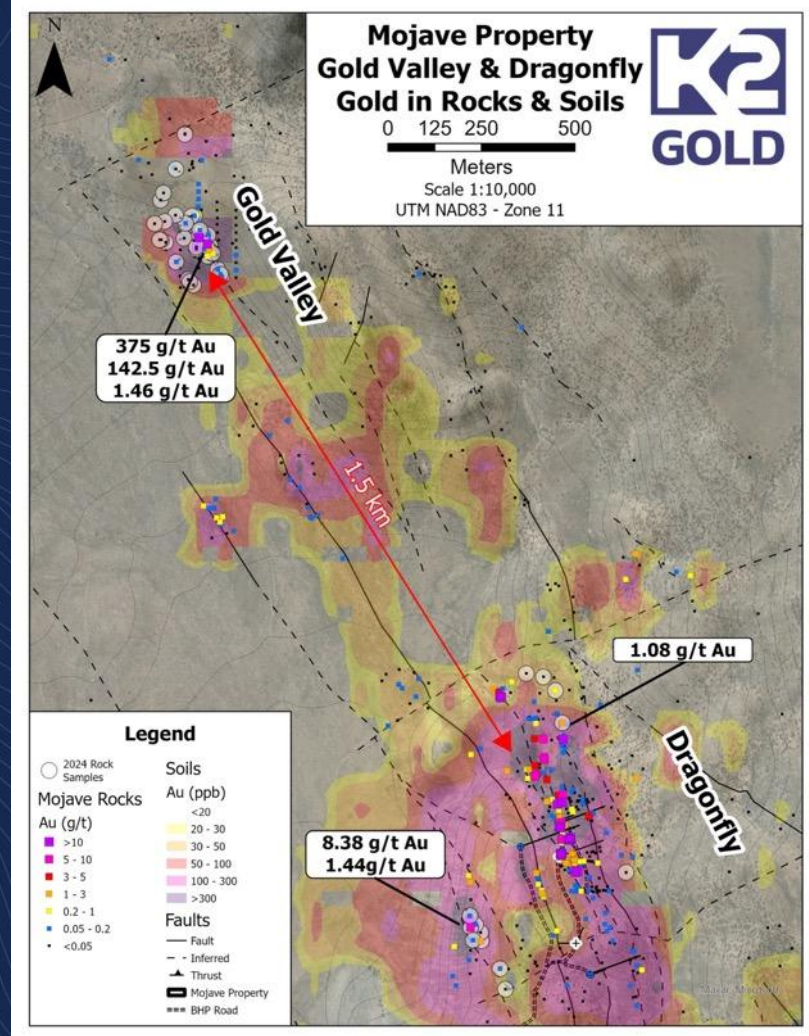 N
Mojave Property
Gold Valley & Dragonfly
Gold in Rocks & Soils
0 125 250 500
Meters
Scale 1:10,000
UTM NAD83 - Zone 11
K2
GOLD
Gold Valley
375 g/t Au
142.5 g/t Au
1.46 g/t Au
1.5 km
1.08 g/t Au
Dragonfly
8.38 g/t Au
1.44g/t Au
Legend
2024 Rock
Samples
Mojave Rocks
Au (g/t)
>10
5 - 10
3 - 5
1 - 3
0.2 - 1
0.05 - 0.2
<0.05
Soils
Au (ppb)
<20
20 - 30
30 - 50
50 - 100
100 - 300
>300
Faults
Fault
Inferred
Thrust
Mojave Property
BHP Road